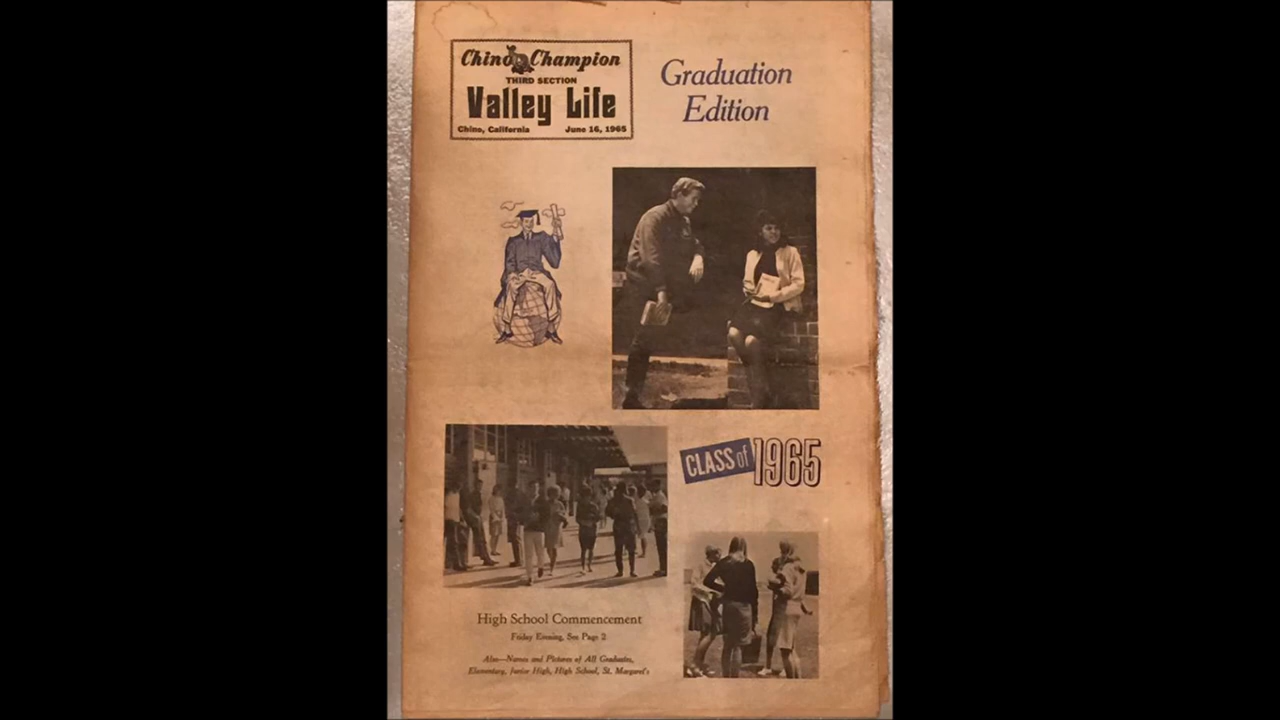 Chino Champion
THIRD SECTION
Valley Life
Chino, California June 16, 1965
Graduation
Edition
CLASS of 1965
High School Commencement
Friday Evening, See Page 2
Also—Names and Pictures of All Graduates,
Elementary, Junior High, High School, St. Margaret's